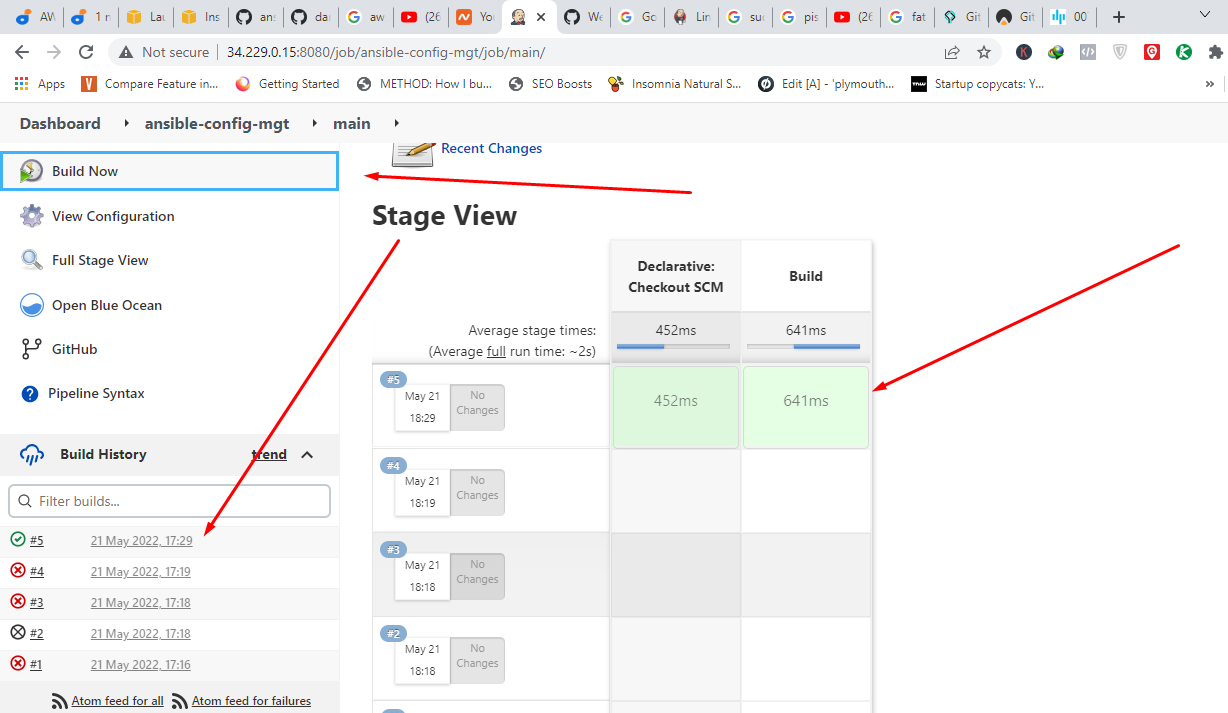 AW
1 r
Lau
Ins
ans
da
aw
(26
Yo
We
Go
Lin
suc
pis
(26
fat
Git
Git
00
Not secure
34.229.0.15:8080/job/ansible-config-mgt/job/main/
Apps
Compare Feature in...
Getting Started
METHOD: How I bu...
SEO Boosts
Insomnia Natural S...
Edit [A] - 'plymouth...
Startup copycats: Y...
»
Dashboard
ansible-config-mgt
main
Build Now
View Configuration
Full Stage View
Open Blue Ocean
GitHub
Pipeline Syntax
Build History
trend
Filter builds...
#5 21 May 2022, 17:29
#4 21 May 2022, 17:19
#3 21 May 2022, 17:18
#2 21 May 2022, 17:18
#1 21 May 2022, 17:16
Atom feed for all
Atom feed for failures
Recent Changes
Stage View
Declarative:
Checkout SCM
Build
Average stage times:
(Average full run time: ~2s)
452ms
641ms
#5
May 21
18:29
No
Changes
452ms
641ms
#4
May 21
18:19
No
Changes
#3
May 21
18:18
No
Changes
#2
May 21
18:18
No
Changes